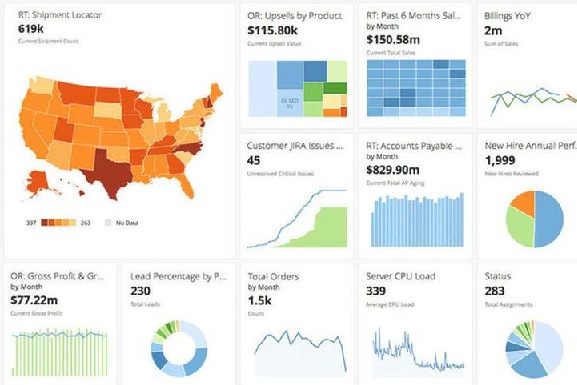 RT: Shipment Locator
619k
Current Shipment Count
307
263
No Data
OR: Upsells by Product
$115.80k
Current Upsell Value
RT: Past 6 Months Sal...
by Month
$150.58m
Current Total Sales
Billings YoY
2m
Sum of Sales
Customer JIRA Issues ...
45
Unresolved Critical Issues
RT: Accounts Payable ...
by Month
$829.90m
Current Total AP Aging
New Hire Annual Perf.
1,999
New Hires Reviewed
OR: Gross Profit & Gr...
by Month
$77.22m
Current Gross Profit
Lead Percentage by P...
230
Total Leads
Total Orders
by Month
1.5k
Count
Server CPU Load
339
Average CPU Load
Status
283
Total Assignments